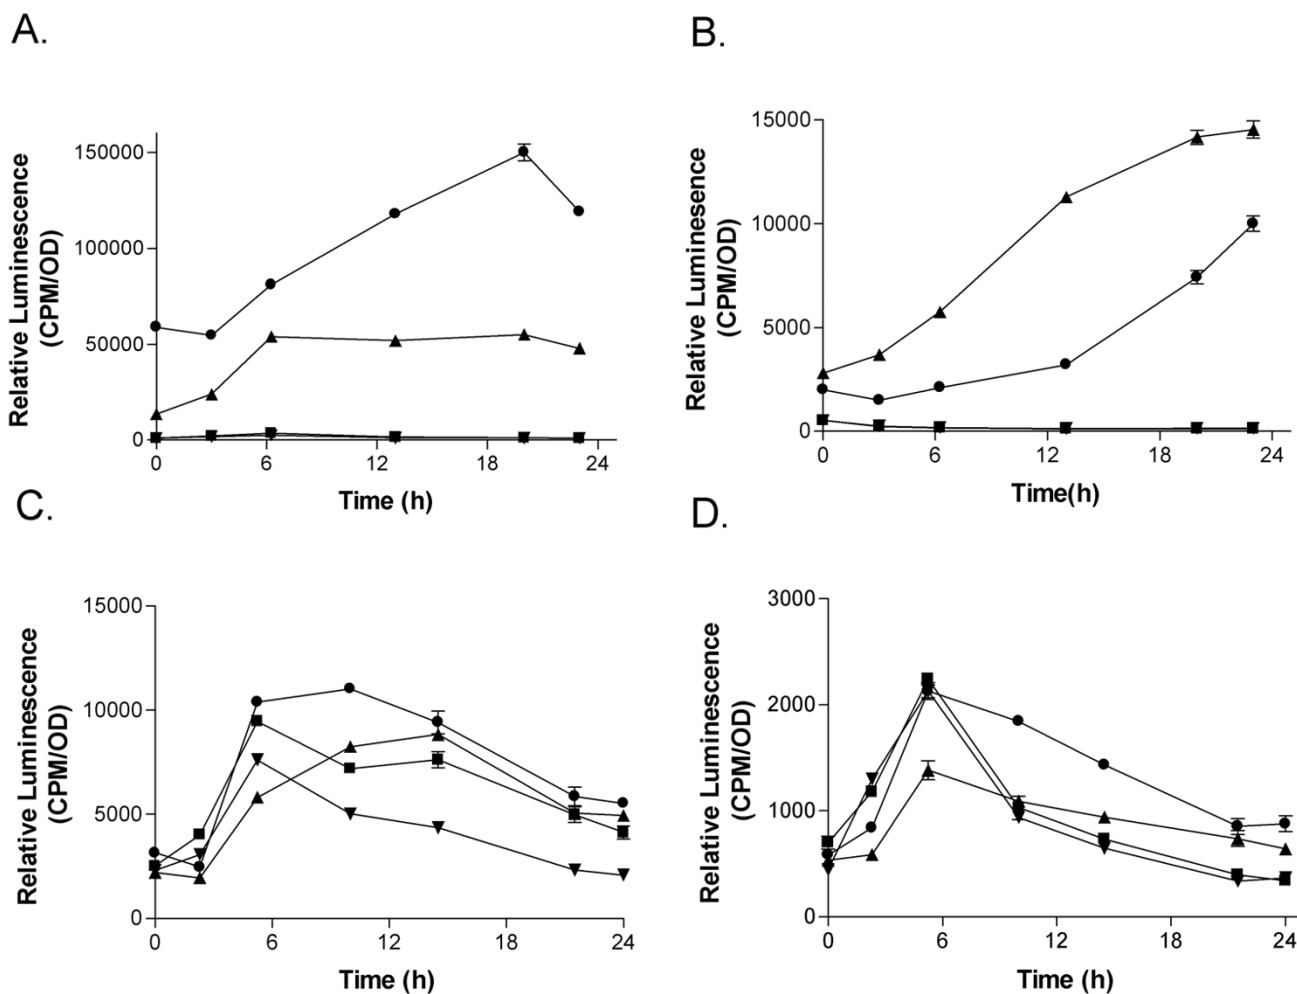 A.
Relative Luminescence
(CPM/OD)
150000
100000
50000
0
0 6 12 18 24
Time (h)
B.
Relative Luminesence
(CPM/OD)
15000
10000
5000
0
0 6 12 18 24
Time(h)
C.
Relative Luminescence
(CPM/OD)
15000
10000
5000
0
0 6 12 18 24
Time (h)
D.
Relative Luminescence
(CPM/OD)
3000
2000
1000
0
0 6 12 18 24
Time (h)